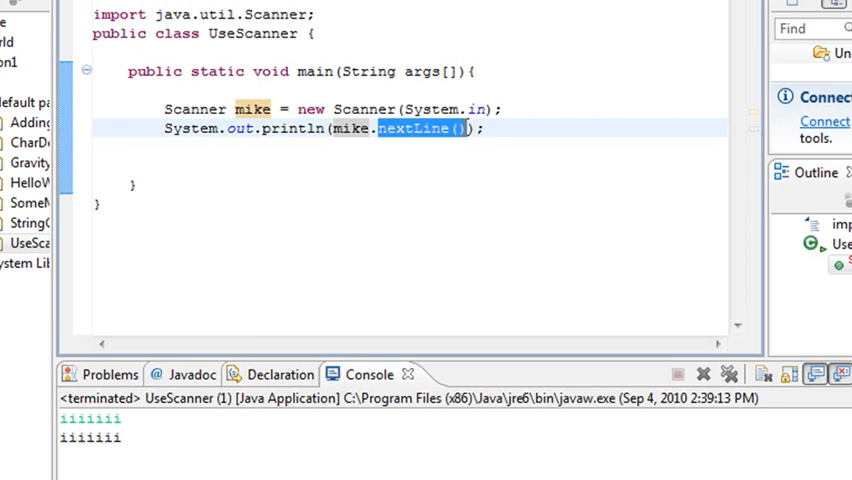 import java.util.Scanner;
public class UseScanner {
public static void main(String args[]){
Scanner mike = new Scanner(System.in);
System.out.println(mike.nextLine());
}
}
e
rld
on1
default pa
Adding
CharDe
Gravity
HelloW
SomeN
StringC
UseSca
ystem Lib
Find
Un
Connect
Connect
tools.
Outline
imp
Use
Problems
Javadoc
Declaration
Console
<terminated> UseScanner (1) [Java Application] C:\Program Files (x86)\Java\jre6\bin\javaw.exe (Sep 4, 2010 2:39:13 PM)
iiiiiii
iiiiiii